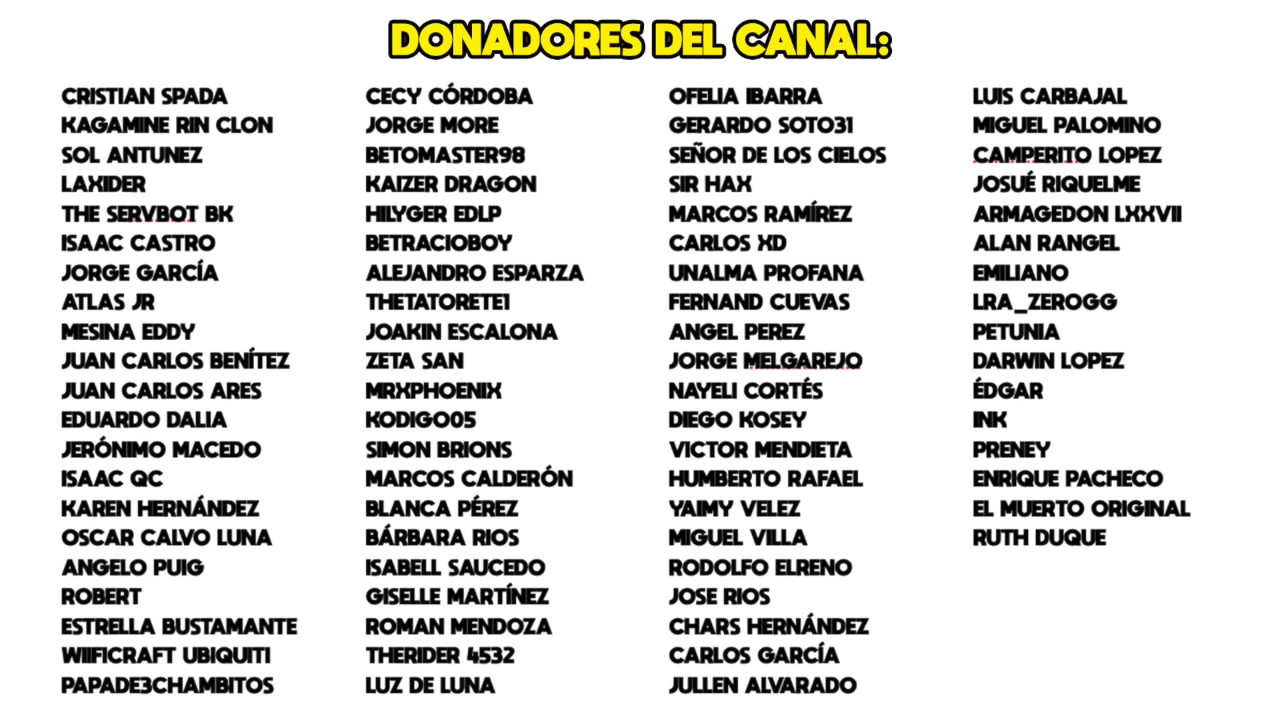 DONADORES DEL CANAL:
CRISTIAN SPADA
KAGAMINE RIN CLON
SOL ANTUNEZ
LAXIDER
THE SERVBOT BK
ISAAC CASTRO
JORGE GARCÍA
ATLAS JR
MESINA EDDY
JUAN CARLOS BENÍTEZ
JUAN CARLOS ARES
EDUARDO DALIA
JERÓNIMO MACEDO
ISAAC QC
KAREN HERNÁNDEZ
OSCAR CALVO LUNA
ANGELO PUIG
ROBERT
ESTRELLA BUSTAMANTE
WIIFICRAFT UBIQUITI
PAPADE3CHAMBITOS
CECY CÓRDOBA
JORGE MORE
BETOMASTER98
KAIZER DRAGON
HILYGER EDLP
BETRACIOBOY
ALEJANDRO ESPARZA
THETATORETE1
JOAKIN ESCALONA
ZETA SAN
MRXPHOENIX
KODIGO05
SIMON BRIONS
MARCOS CALDERÓN
BLANCA PÉREZ
BÁRBARA RIOS
ISABELL SAUCEDO
GISELLE MARTÍNEZ
ROMAN MENDOZA
THERIDER 4532
LUZ DE LUNA
OFELIA IBARRA
GERARDO SOTO31
SEÑOR DE LOS CIELOS
SIR HAX
MARCOS RAMÍREZ
CARLOS XD
UNALMA PROFANA
FERNAND CUEVAS
ANGEL PEREZ
JORGE MELGAREJO
NAYELI CORTÉS
DIEGO KOSEY
VICTOR MENDIETA
HUMBERTO RAFAEL
YAIMY VELEZ
MIGUEL VILLA
RODOLFO ELRENO
JOSE RIOS
CHARS HERNÁNDEZ
CARLOS GARCÍA
JULLEN ALVARADO
LUIS CARBAJAL
MIGUEL PALOMINO
CAMPERITO LOPEZ
JOSUÉ RIQUELME
ARMAGEDON LXXVII
ALAN RANGEL
EMILIANO
LRA_ZEROGG
PETUNIA
DARWIN LOPEZ
ÉDGAR
INK
PRENEY
ENRIQUE PACHECO
EL MUERTO ORIGINAL
RUTH DUQUE